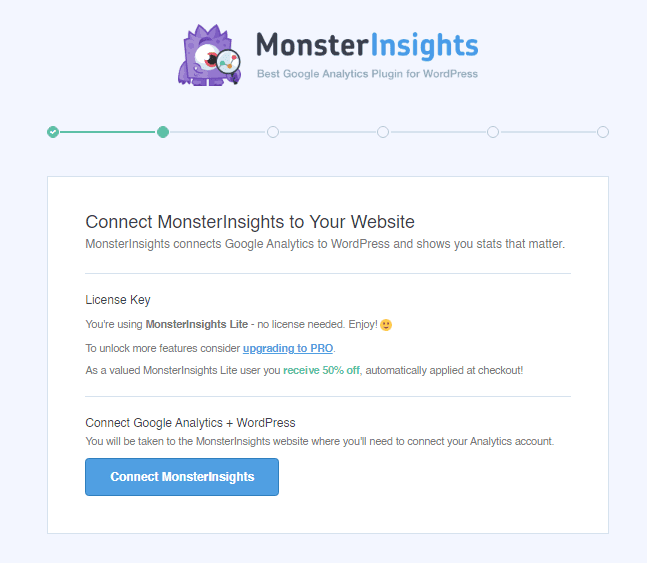 MonsterInsights
Best Google Analytics Plugin for WordPress
Connect MonsterInsights to Your Website
MonsterInsights connects Google Analytics to WordPress and shows you stats that matter.
License Key
You're using MonsterInsights Lite - no license needed. Enjoy! 🙂
To unlock more features consider upgrading to PRO.
As a valued MonsterInsights Lite user you receive 50% off, automatically applied at checkout!
Connect Google Analytics + WordPress
You will be taken to the MonsterInsights website where you'll need to connect your Analytics account.
Connect MonsterInsights